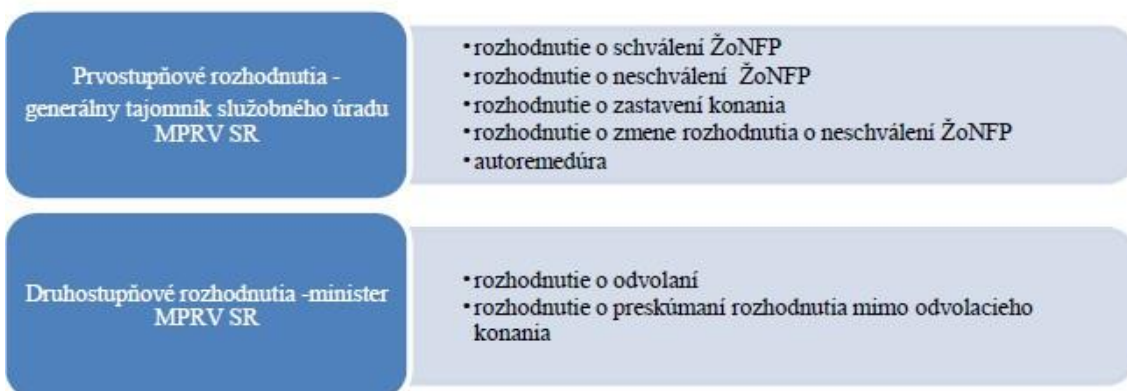 Prvostupňové rozhodnutia -
generálny tajomník služobného úradu
MPRV SR
•rozhodnutie o schválení ŽoNFP
•rozhodnutie o neschválení ŽoNFP
•rozhodnutie o zastavení konania
•rozhodnutie o zmene rozhodnutia o neschválení ŽoNFP
•autoremedúra
Druhostupňové rozhodnutia -minister
MPRV SR
•rozhodnutie o odvolaní
•rozhodnutie o preskúmaní rozhodnutia mimo odvolacieho
konania